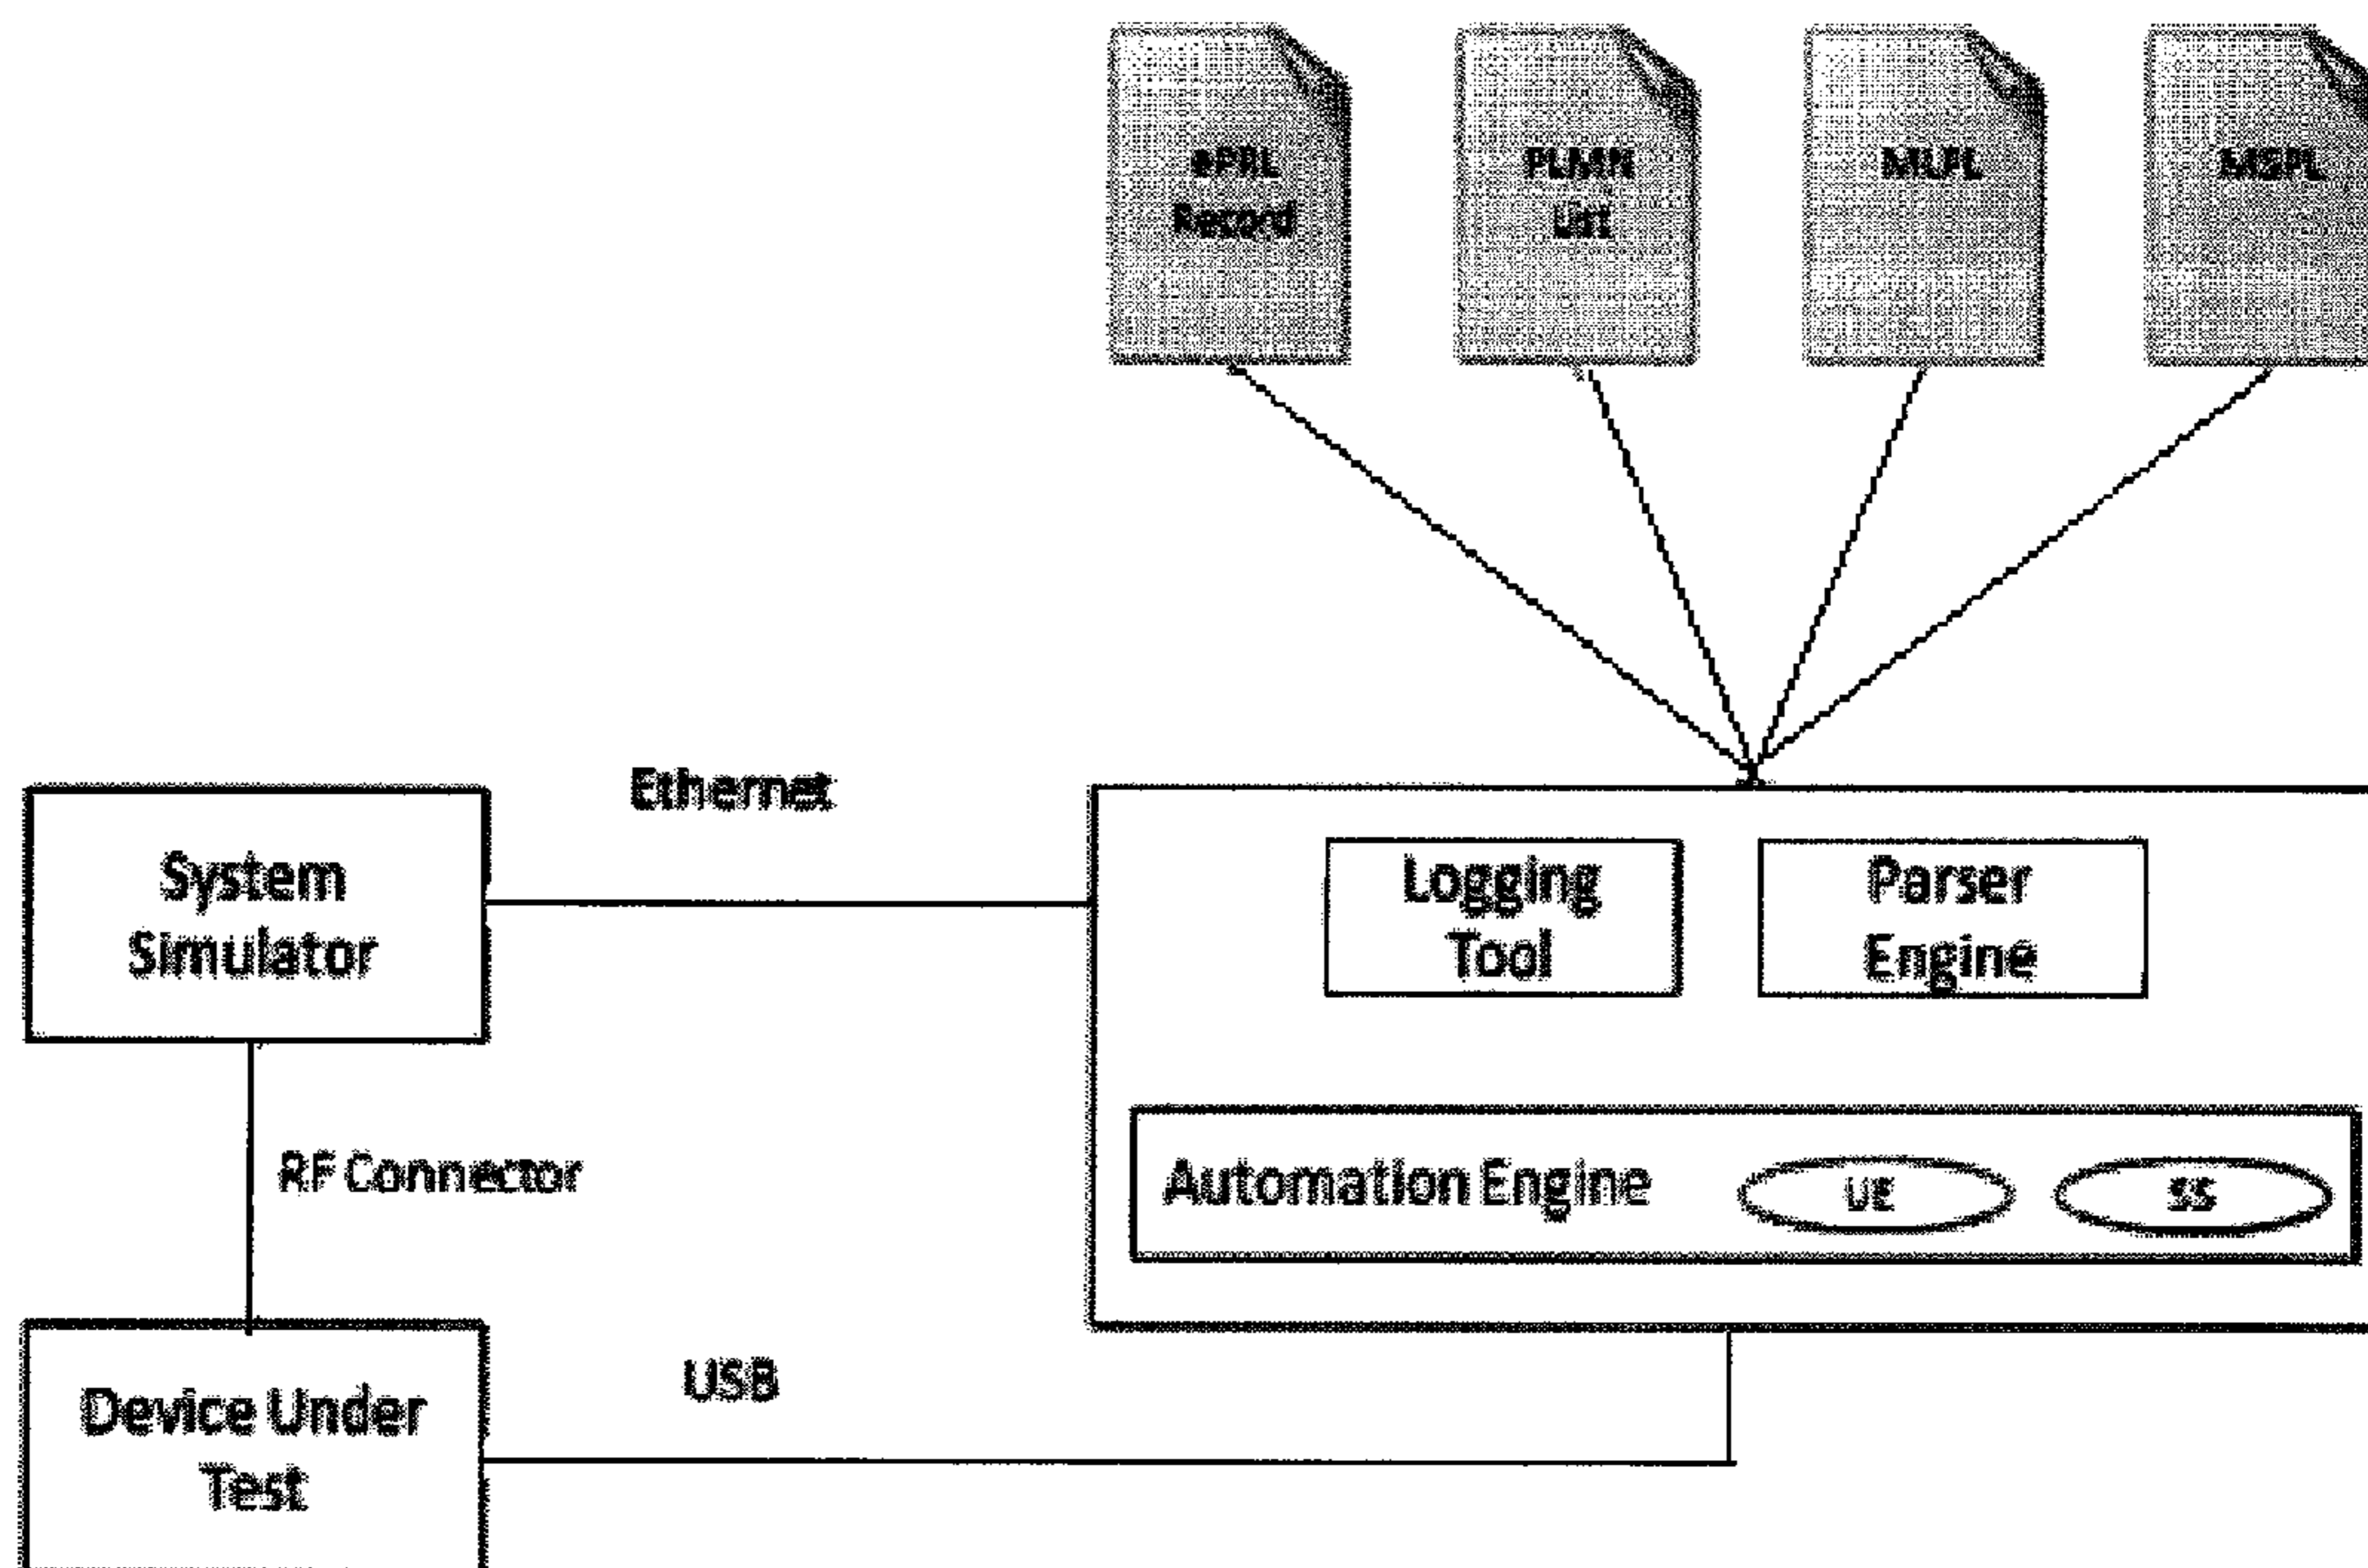 ePRL
Record
PLMN
List
MLPL
MSPL
Ethernet
System
Simulator
Logging
Tool
Parser
Engine
RF Connector
Automation Engine
UE
SS
USB
Device Under
Test